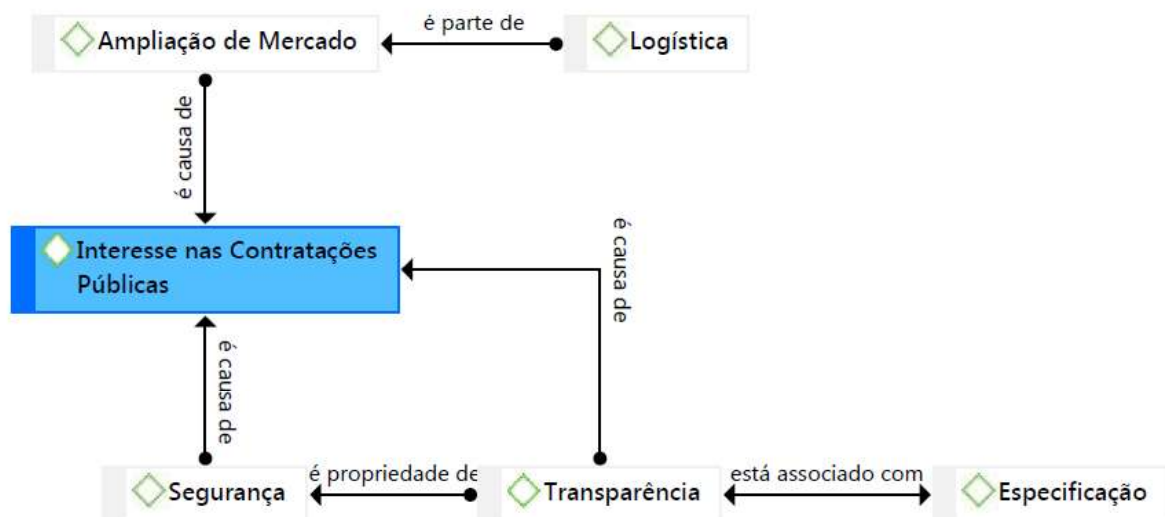 é parte de
Ampliação de Mercado
Logística
é causa de
Interesse nas Contratações
Públicas
é causa de
é causa de
é propriedade de
está associado com
Segurança
Transparência
Especificação